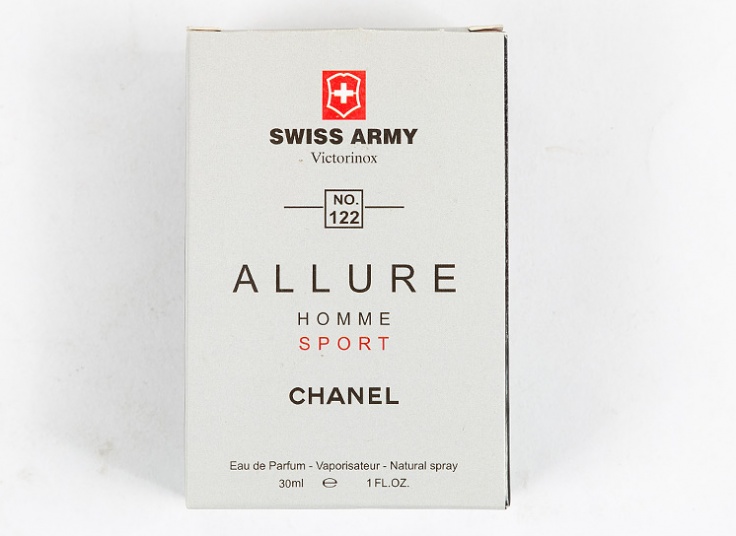 SWISS ARMY
Victorinox
NO.
122
ALLURE
HOMME
SPORT
CHANEL
Eau de Parfum - Vaporisateur - Natural spray
30ml ℮ 1 FL.OZ.